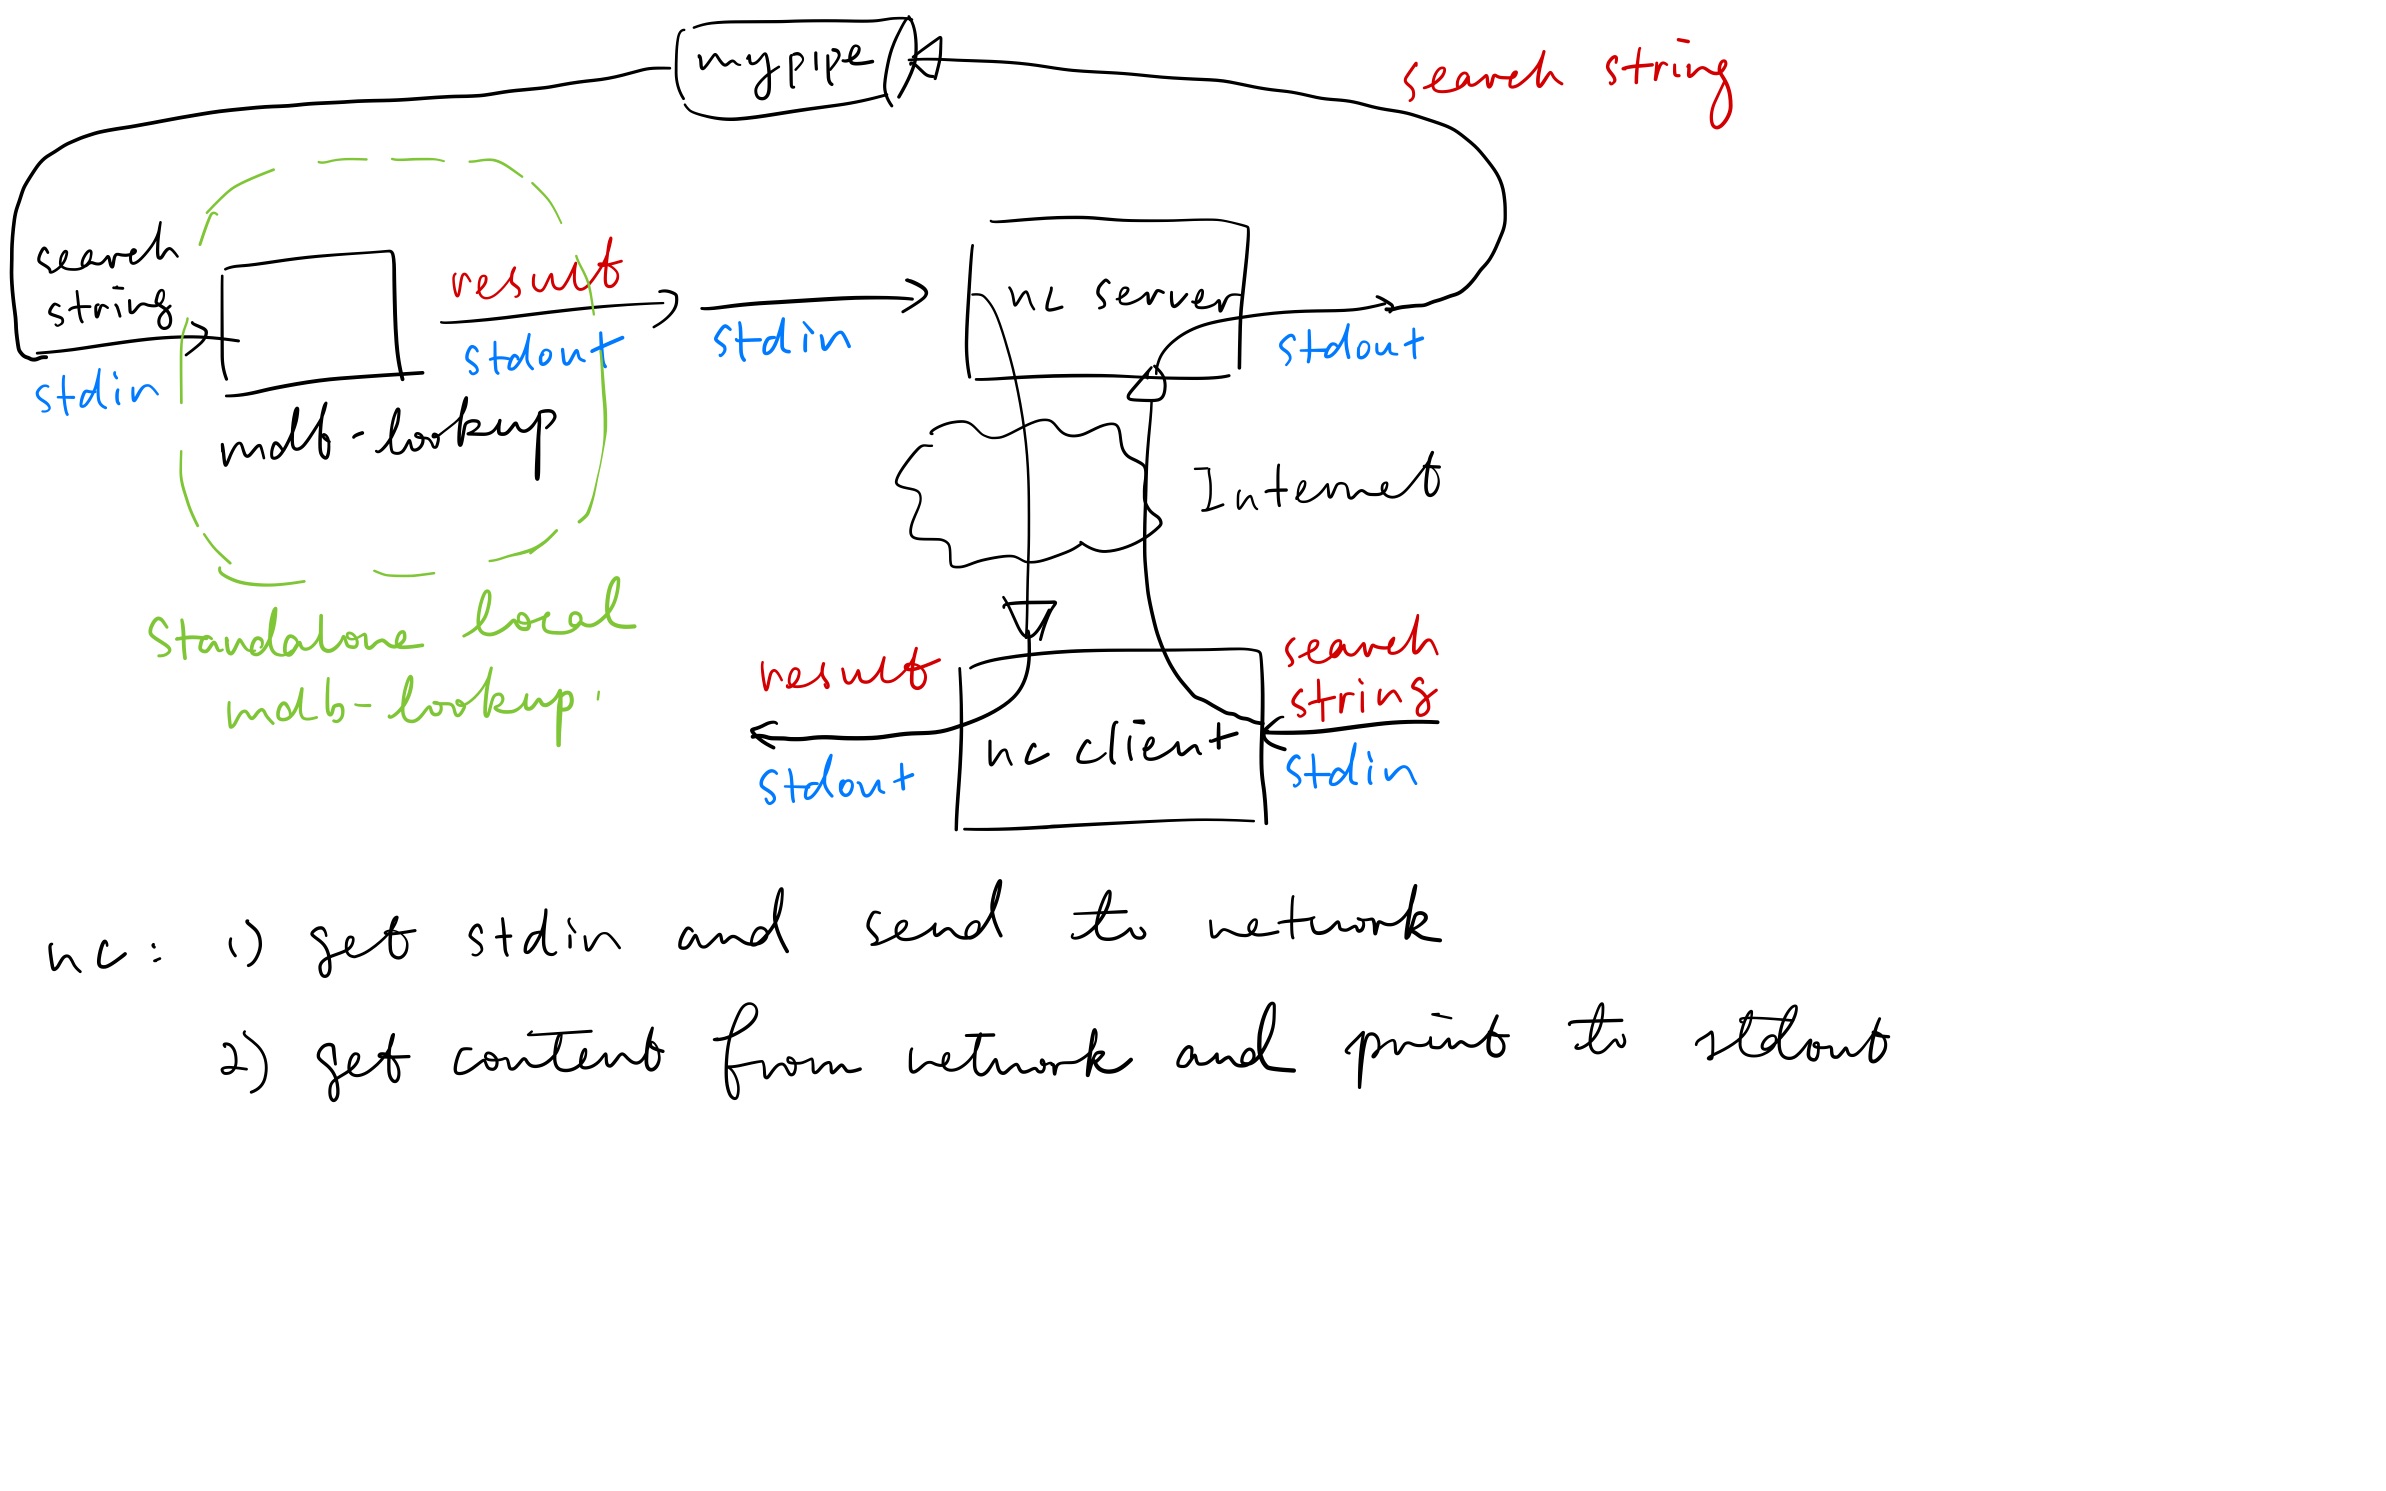 mypipe
search string
search
string
stdin
result
stdout
stdin
nc server
stdout
mdb-lookup
Internet
standalone local
mdb-lookup
result
stdout
nc client
search
string
stdin
nc: 1) get stdin and send to network
2) get content from network and print to stdout